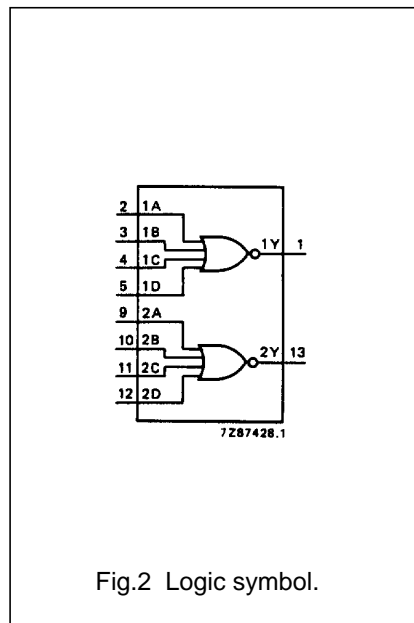 2 1A
3 1B
4 1C
5 1D
1Y 1
9 2A
10 2B
11 2C
12 2D
2Y 13
7Z87428.1
Fig.2 Logic symbol.